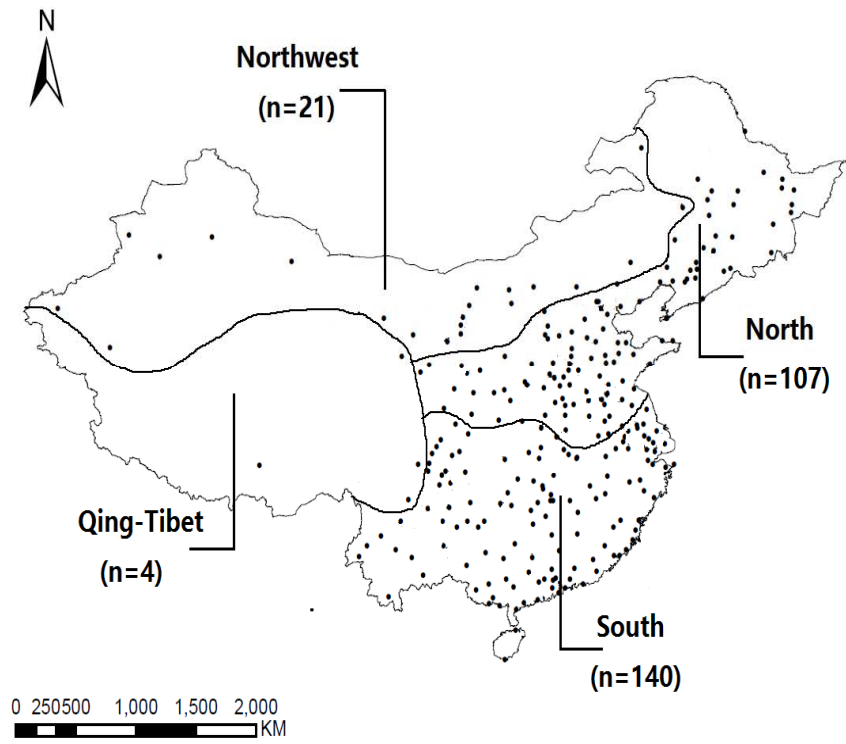 N
Northwest
(n=21)
North
(n=107)
Qing-Tibet
(n=4)
South
(n=140)
0 250500 1,000 1,500 2,000
KM